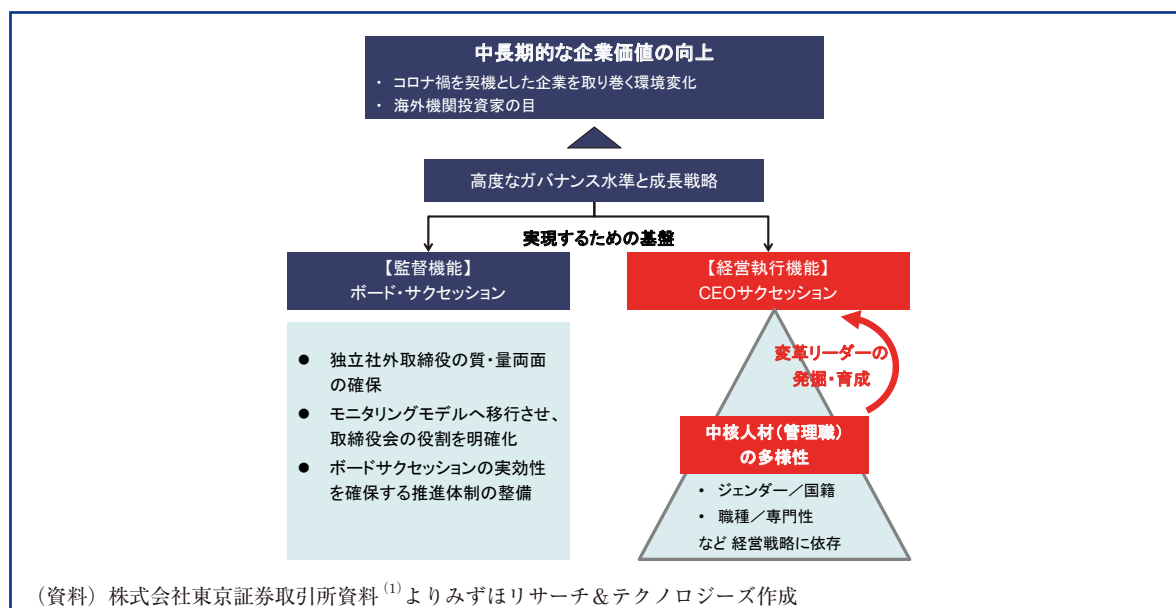 中長期的な企業価値の向上
・ コロナ禍を契機とした企業を取り巻く環境変化
・ 海外機関投資家の目
高度なガバナンス水準と成長戦略
実現するための基盤
【監督機能】
ボード・サクセッション
● 独立社外取締役の質・量両面
の確保
● モニタリングモデルへ移行させ、
取締役会の役割を明確化
● ボードサクセッションの実効性
を確保する推進体制の整備
【経営執行機能】
CEOサクセッション
変革リーダーの
発掘・育成
中核人材(管理職)
の多様性
・ ジェンダー／国籍
・ 職種／専門性
など 経営戦略に依存
（資料）株式会社東京証券取引所資料(1)よりみずほリサーチ＆テクノロジーズ作成